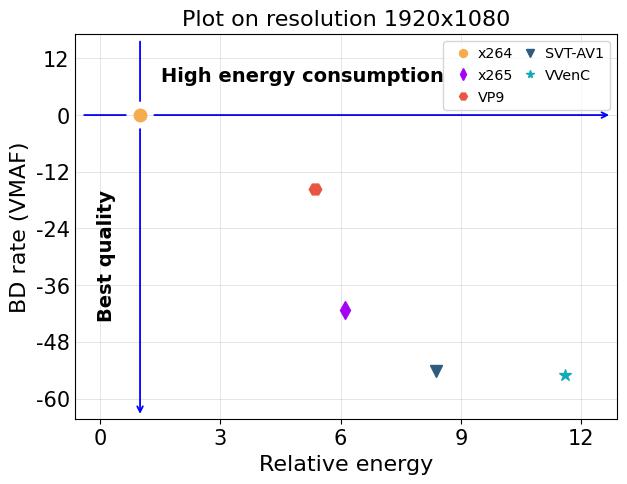 Plot on resolution 1920x1080
x264
x265
VP9
SVT-AV1
VVenC
High energy consumption
Best quality
BD rate (VMAF)
12
0
-12
-24
-36
-48
-60
0 3 6 9 12
Relative energy